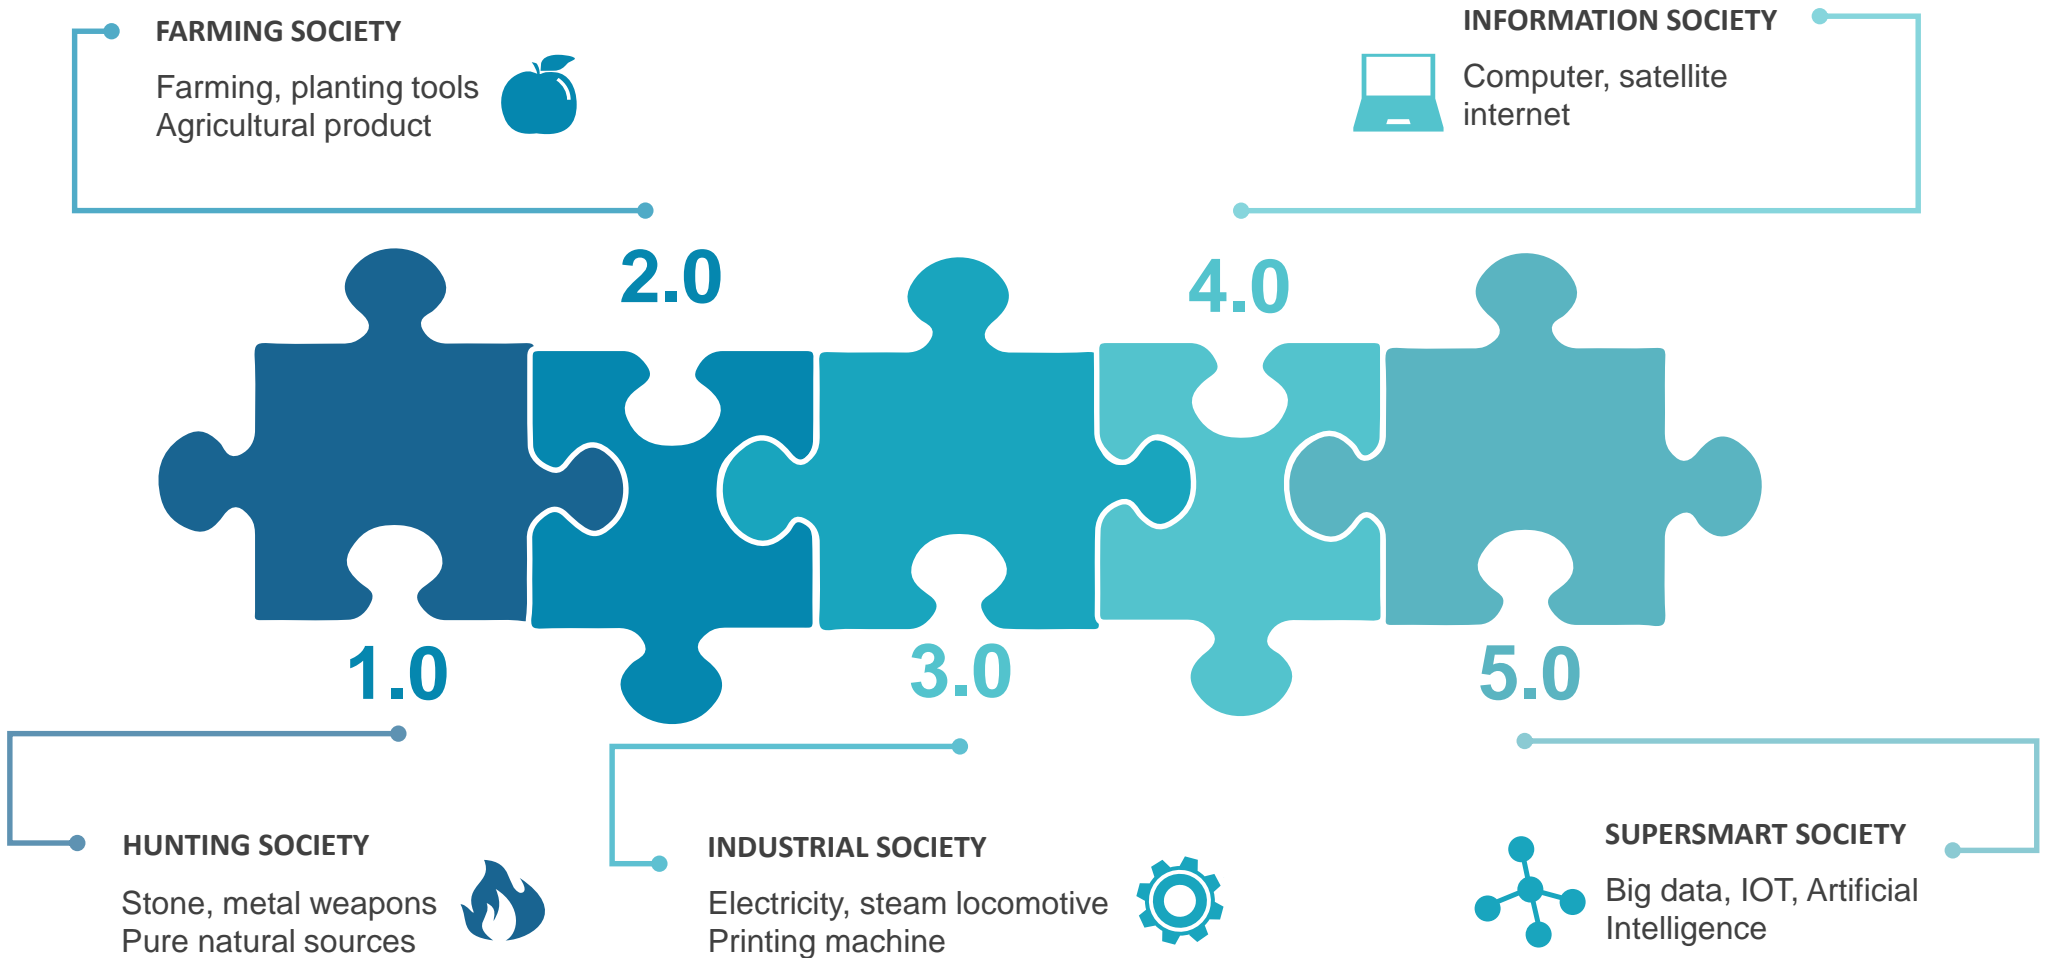 FARMING SOCIETY
Farming, planting tools
Agricultural product
INFORMATION SOCIETY
Computer, satellite
internet
2.0
4.0
1.0
3.0
5.0
HUNTING SOCIETY
Stone, metal weapons
Pure natural sources
INDUSTRIAL SOCIETY
Electricity, steam locomotive
Printing machine
SUPERSMART SOCIETY
Big data, IOT, Artificial
Intelligence